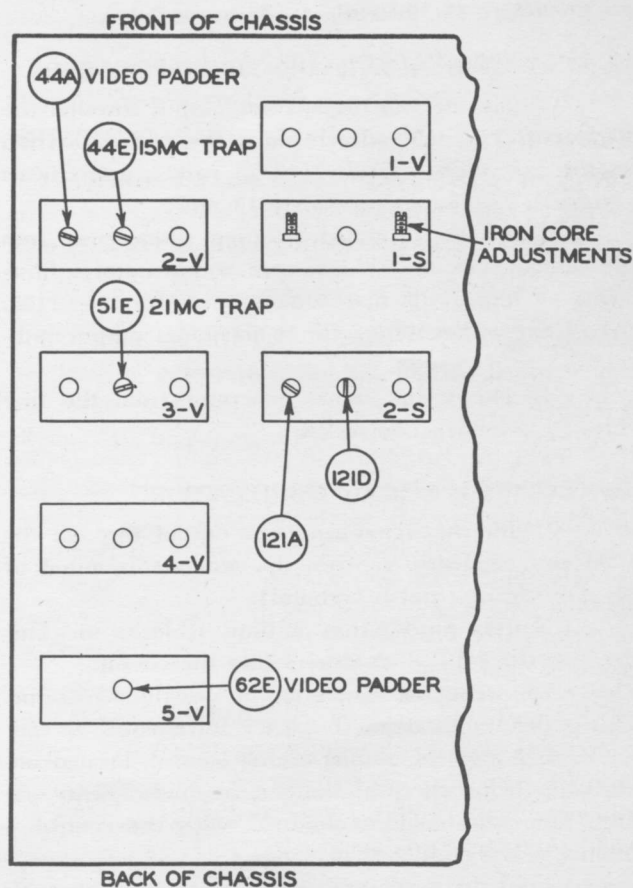 FRONT OF CHASSIS
44A VIDEO PADDER
44E 15MC TRAP
1-V
2-V
1-S
IRON CORE
ADJUSTMENTS
51E 21MC TRAP
3-V
2-S
121D
121A
4-V
62E VIDEO PADDER
5-V
BACK OF CHASSIS